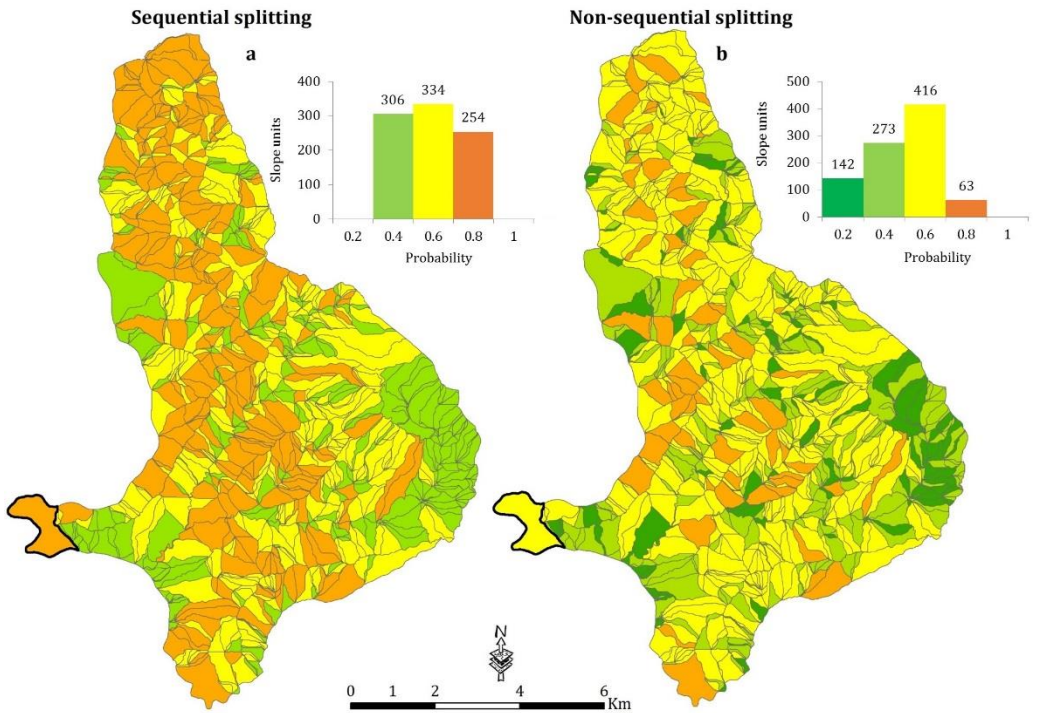 Sequential splitting
a
400
300
200
100
0
Slope units
306
334
254
0.2 0.4 0.6 0.8 1
Probability
Non-sequential splitting
b
500
400
300
200
100
0
Slope units
142
273
416
63
0.2 0.4 0.6 0.8 1
Probability
N
0 1 2 4 6
Km